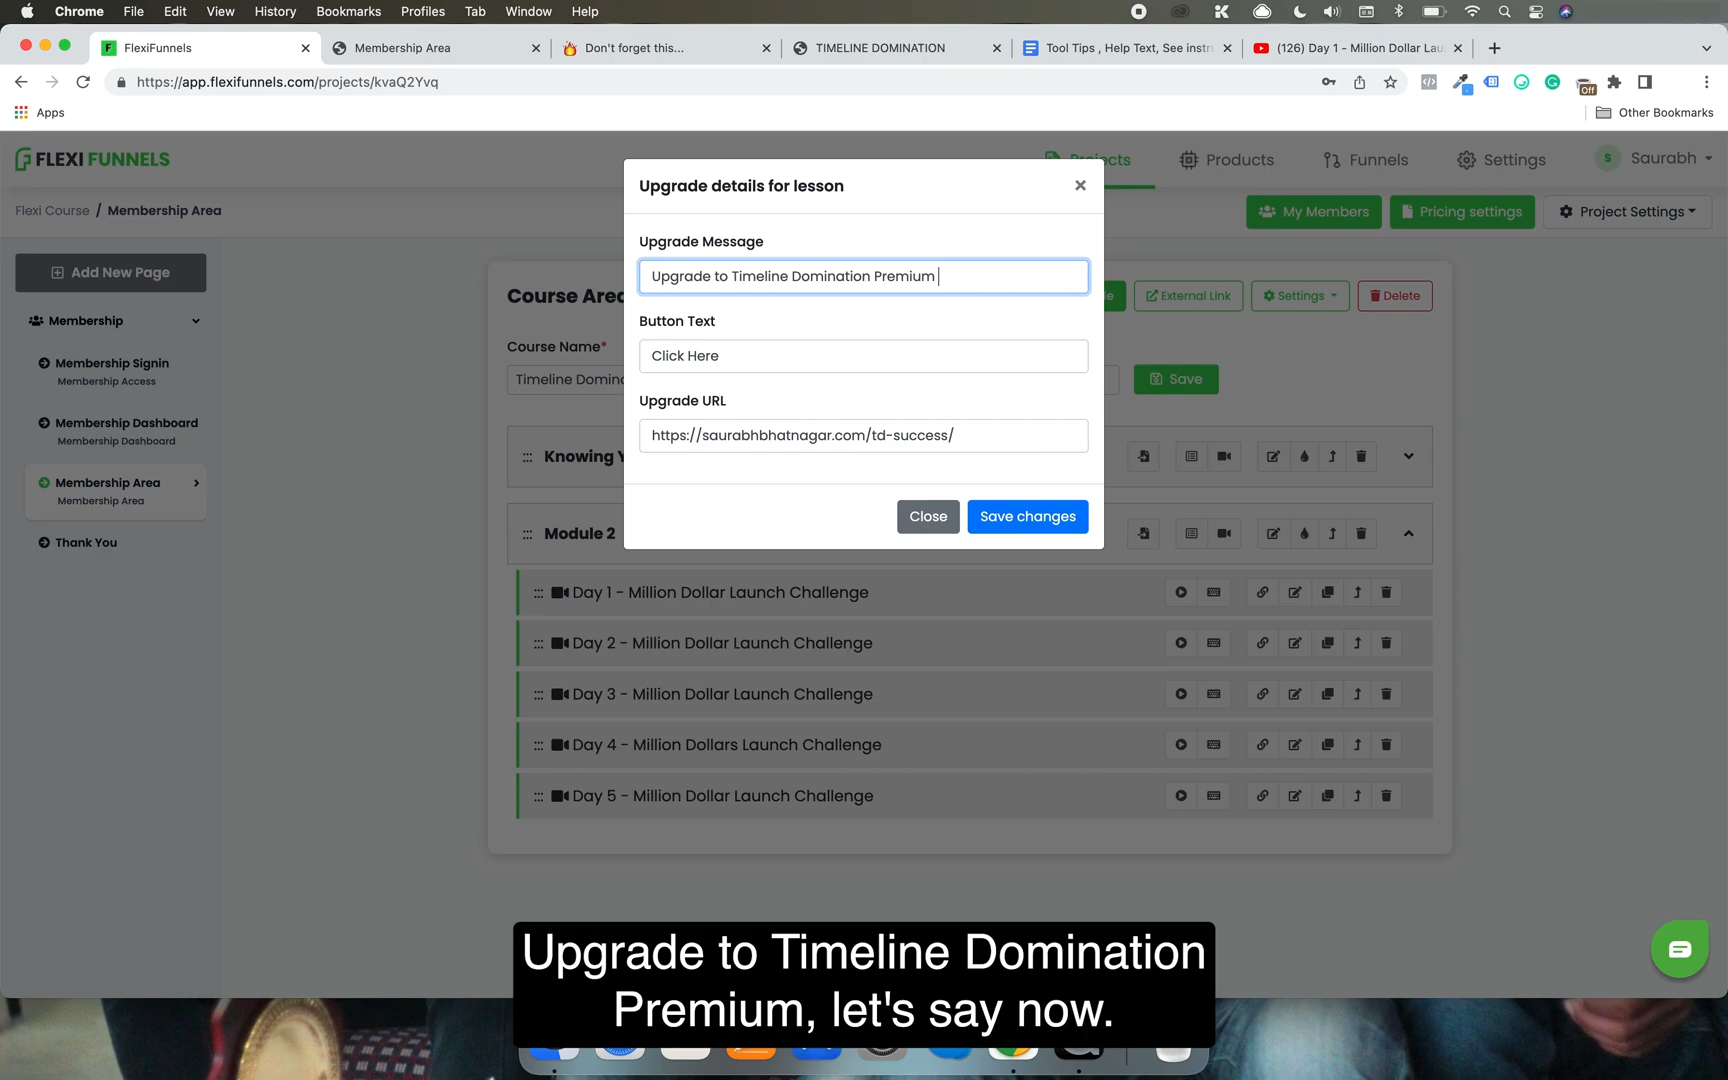 Chrome File Edit View History Bookmarks Profiles Tab Window Help
FlexiFunnels
Membership Area
Don't forget this...
TIMELINE DOMINATION
Tool Tips , Help Text, See instru
(126) Day 1 - Million Dollar Lau
https://app.flexifunnels.com/projects/kvaQ2Yvq
Off
Apps
Other Bookmarks
FLEXI FUNNELS
Projects
Products
Funnels
Settings
S
Saurabh
Flexi Course / Membership Area
My Members
Pricing settings
Project Settings
Add New Page
Membership
Membership Signin
Membership Access
Membership Dashboard
Membership Dashboard
Membership Area
Membership Area
Thank You
Course Area
External Link
Settings
Delete
Course Name*
Timeline Domina
Save
Upgrade details for lesson
Upgrade Message
Upgrade to Timeline Domination Premium
Button Text
Click Here
Upgrade URL
https://saurabhbhatnagar.com/td-success/
Close
Save changes
Knowing Y
Module 2
Day 1 - Million Dollar Launch Challenge
Day 2 - Million Dollar Launch Challenge
Day 3 - Million Dollar Launch Challenge
Day 4 - Million Dollars Launch Challenge
Day 5 - Million Dollar Launch Challenge
Upgrade to Timeline Domination
Premium, let's say now.